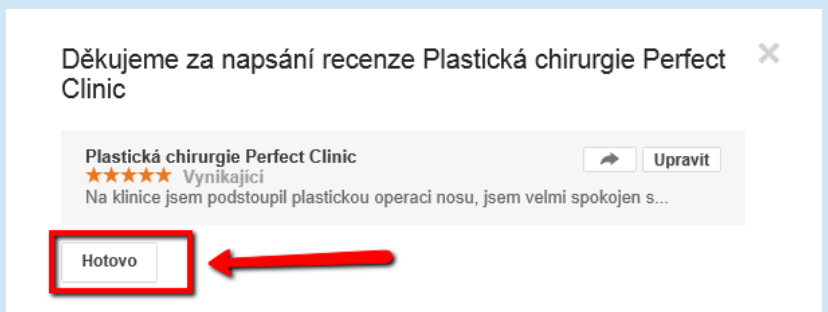 Děkujeme za napsání recenze Plastická chirurgie Perfect
Clinic
Plastická chirurgie Perfect Clinic
Upravit
★★★★★ Vynikající
Na klinice jsem podstoupil plastickou operaci nosu, jsem velmi spokojen s...
Hotovo